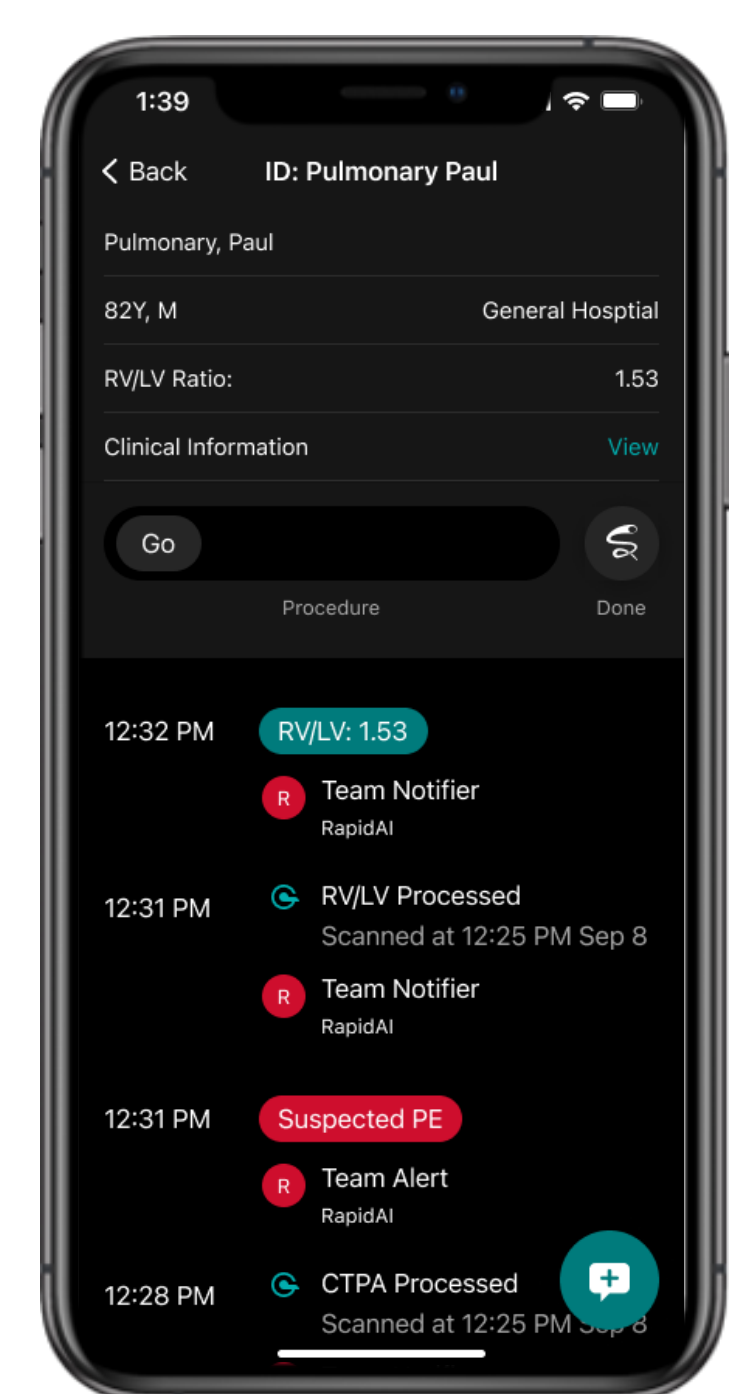 1:39
Back ID: Pulmonary Paul
Pulmonary, Paul
82Y, M General Hosptial
RV/LV Ratio: 1.53
Clinical Information View
Go
Procedure Done
12:32 PM RV/LV: 1.53
R Team Notifier
RapidAI
12:31 PM RV/LV Processed
Scanned at 12:25 PM Sep 8
R Team Notifier
RapidAI
12:31 PM Suspected PE
R Team Alert
RapidAI
12:28 PM CTPA Processed
Scanned at 12:25 PM Sep 8